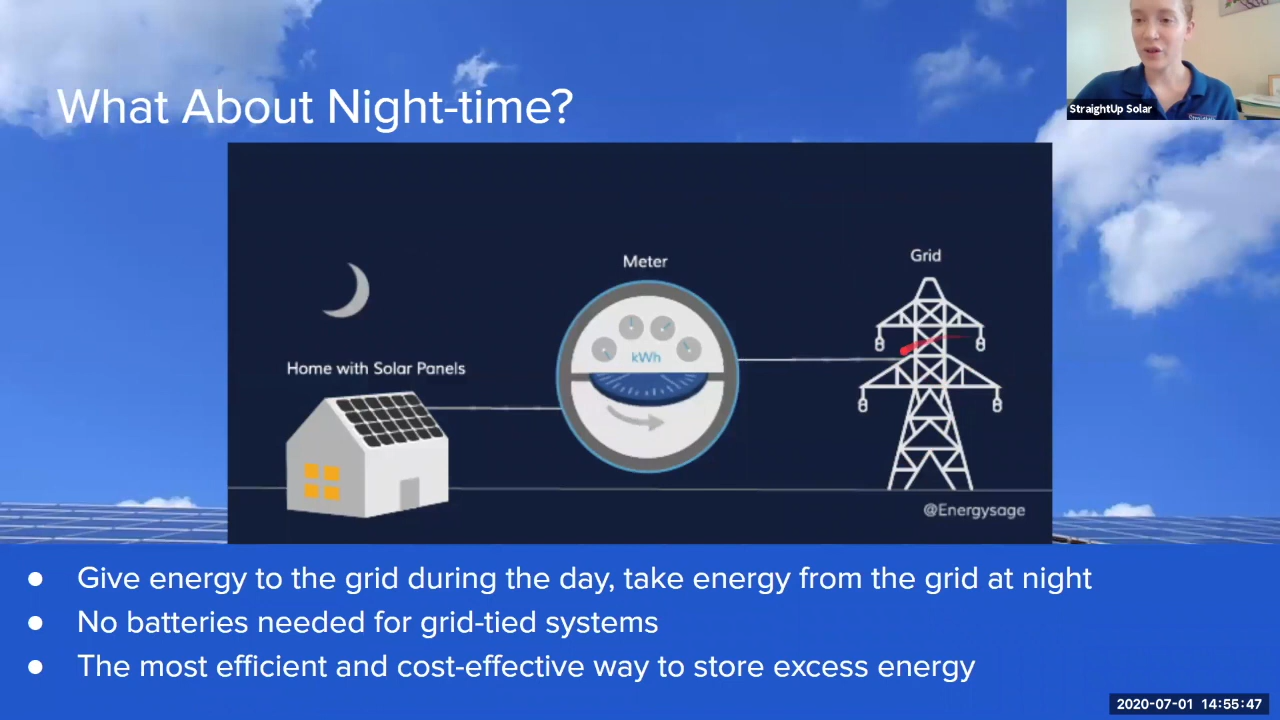 What About Night-time?
StraightUp Solar
Meter
Grid
Home with Solar Panels
kWh
@Energysage
● Give energy to the grid during the day, take energy from the grid at night
● No batteries needed for grid-tied systems
● The most efficient and cost-effective way to store excess energy
2020-07-01 14:55:47